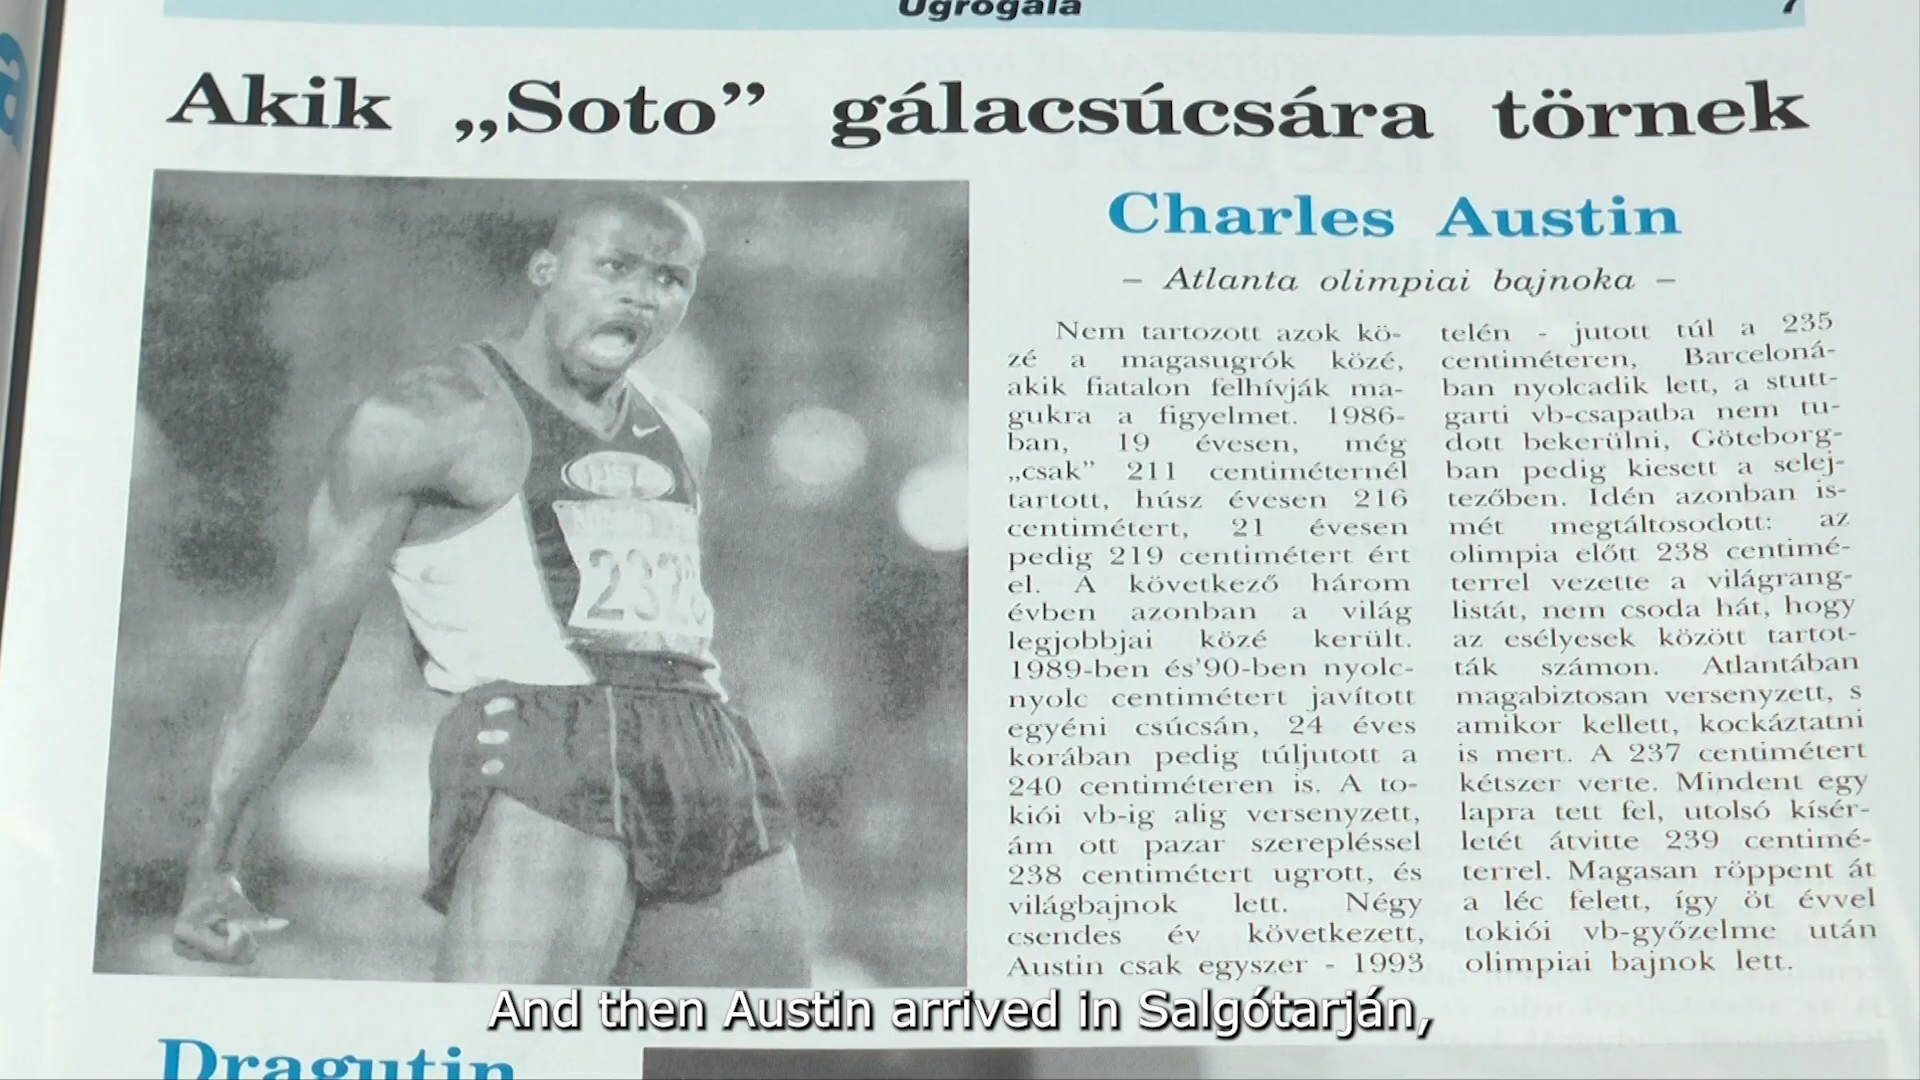 Ugrógála 7
Akik „Soto” gálacsúcsára törnek
Charles Austin
– Atlanta olimpiai bajnoka –
Nem tartozott azok kö-
zé a magasugrók közé,
akik fiatalon felhívják ma-
gukra a figyelmet. 1986-
ban, 19 évesen, még
„csak” 211 centiméternél
tartott, húsz évesen 216
centimétert, 21 évesen
pedig 219 centimétert ért
el. A következő három
évben azonban a világ
legjobbjai közé került.
1989-ben és'90-ben nyolc-
nyolc centimétert javított
egyéni csúcsán, 24 éves
korában pedig túljutott a
240 centiméteren is. A to-
kiói vb-ig alig versenyzett,
ám ott pazar szerepléssel
238 centimétert ugrott, és
világbajnok lett. Négy
csendes év következett,
Austin csak egyszer - 1993
telén - jutott túl a 235
centiméteren, Barceloná-
ban nyolcadik lett, a stutt-
garti vb-csapatba nem tu-
dott bekerülni, Göteborg-
ban pedig kiesett a selej-
tezőben. Idén azonban is-
mét megtáltosodott: az
olimpia előtt 238 centimé-
terrel vezette a világrang-
listát, nem csoda hát, hogy
az esélyesek között tartot-
ták számon. Atlantában
magabiztosan versenyzett, s
amikor kellett, kockáztatni
is mert. A 237 centimétert
kétszer verte. Mindent egy
lapra tett fel, utolsó kísér-
letét átvitte 239 centimé-
terrel. Magasan röppent át
a léc felett, így öt évvel
tokiói vb-győzelme után
olimpiai bajnok lett.
And then Austin arrived in Salgótarján,
Dragutin